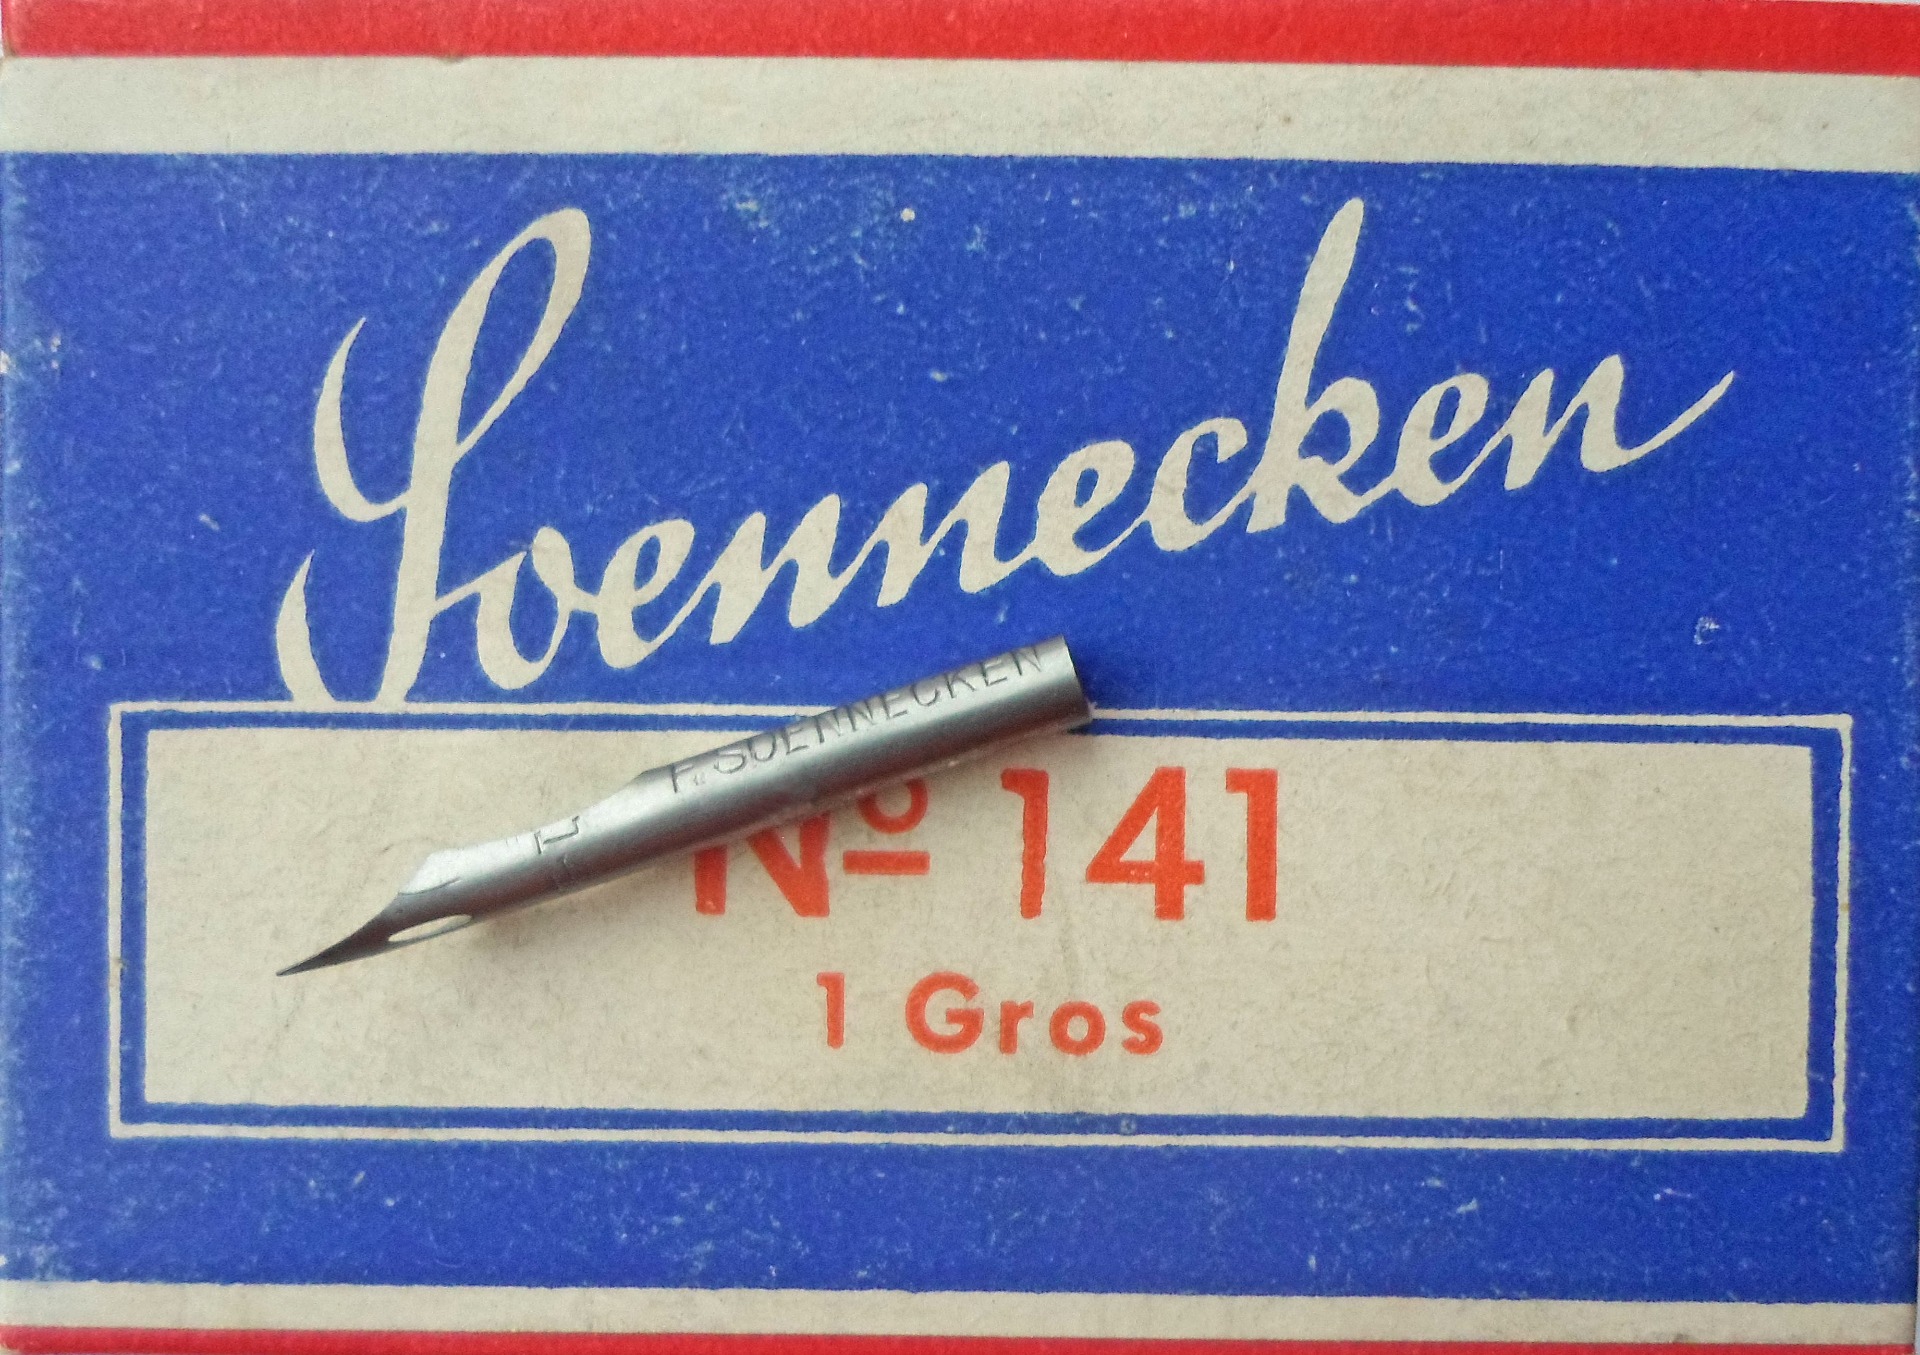 Soennecken
F. SOENNECKEN
No 141
1 Gros